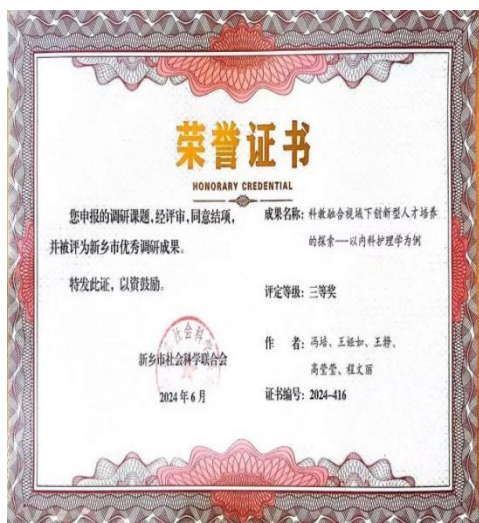 荣誉证书
HONORARY CREDENTIAL
您申报的调研课题,经评审,同意结项,
并被评为新乡市优秀调研成果。
特发此证,以资鼓励。
新乡市社会科学联合会
2024年6月
成果名称:科教融合视域下创新型人才培养
的探索——以内科护理学为例
评定等级:三等奖
作 者:冯培、王姬如、王静、
高莹莹、程文丽
证书编号:2024-416